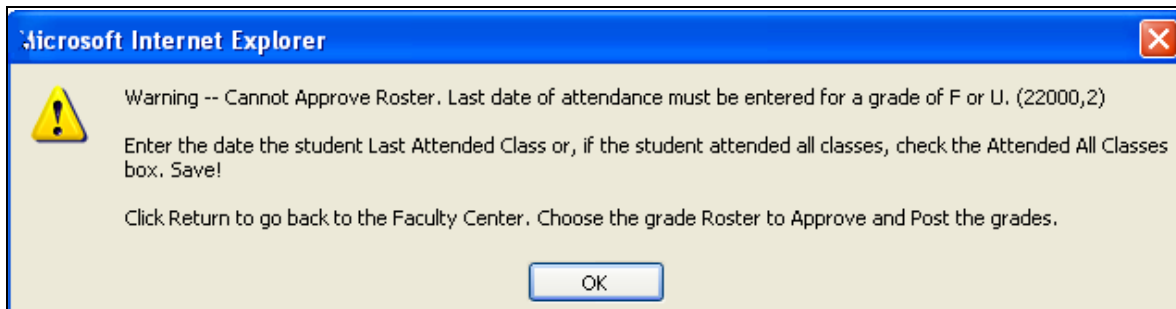 Microsoft Internet Explorer
Warning -- Cannot Approve Roster. Last date of attendance must be entered for a grade of F or U. (22000,2)
Enter the date the student Last Attended Class or, if the student attended all classes, check the Attended All Classes
box. Save!
Click Return to go back to the Faculty Center. Choose the grade Roster to Approve and Post the grades.
OK